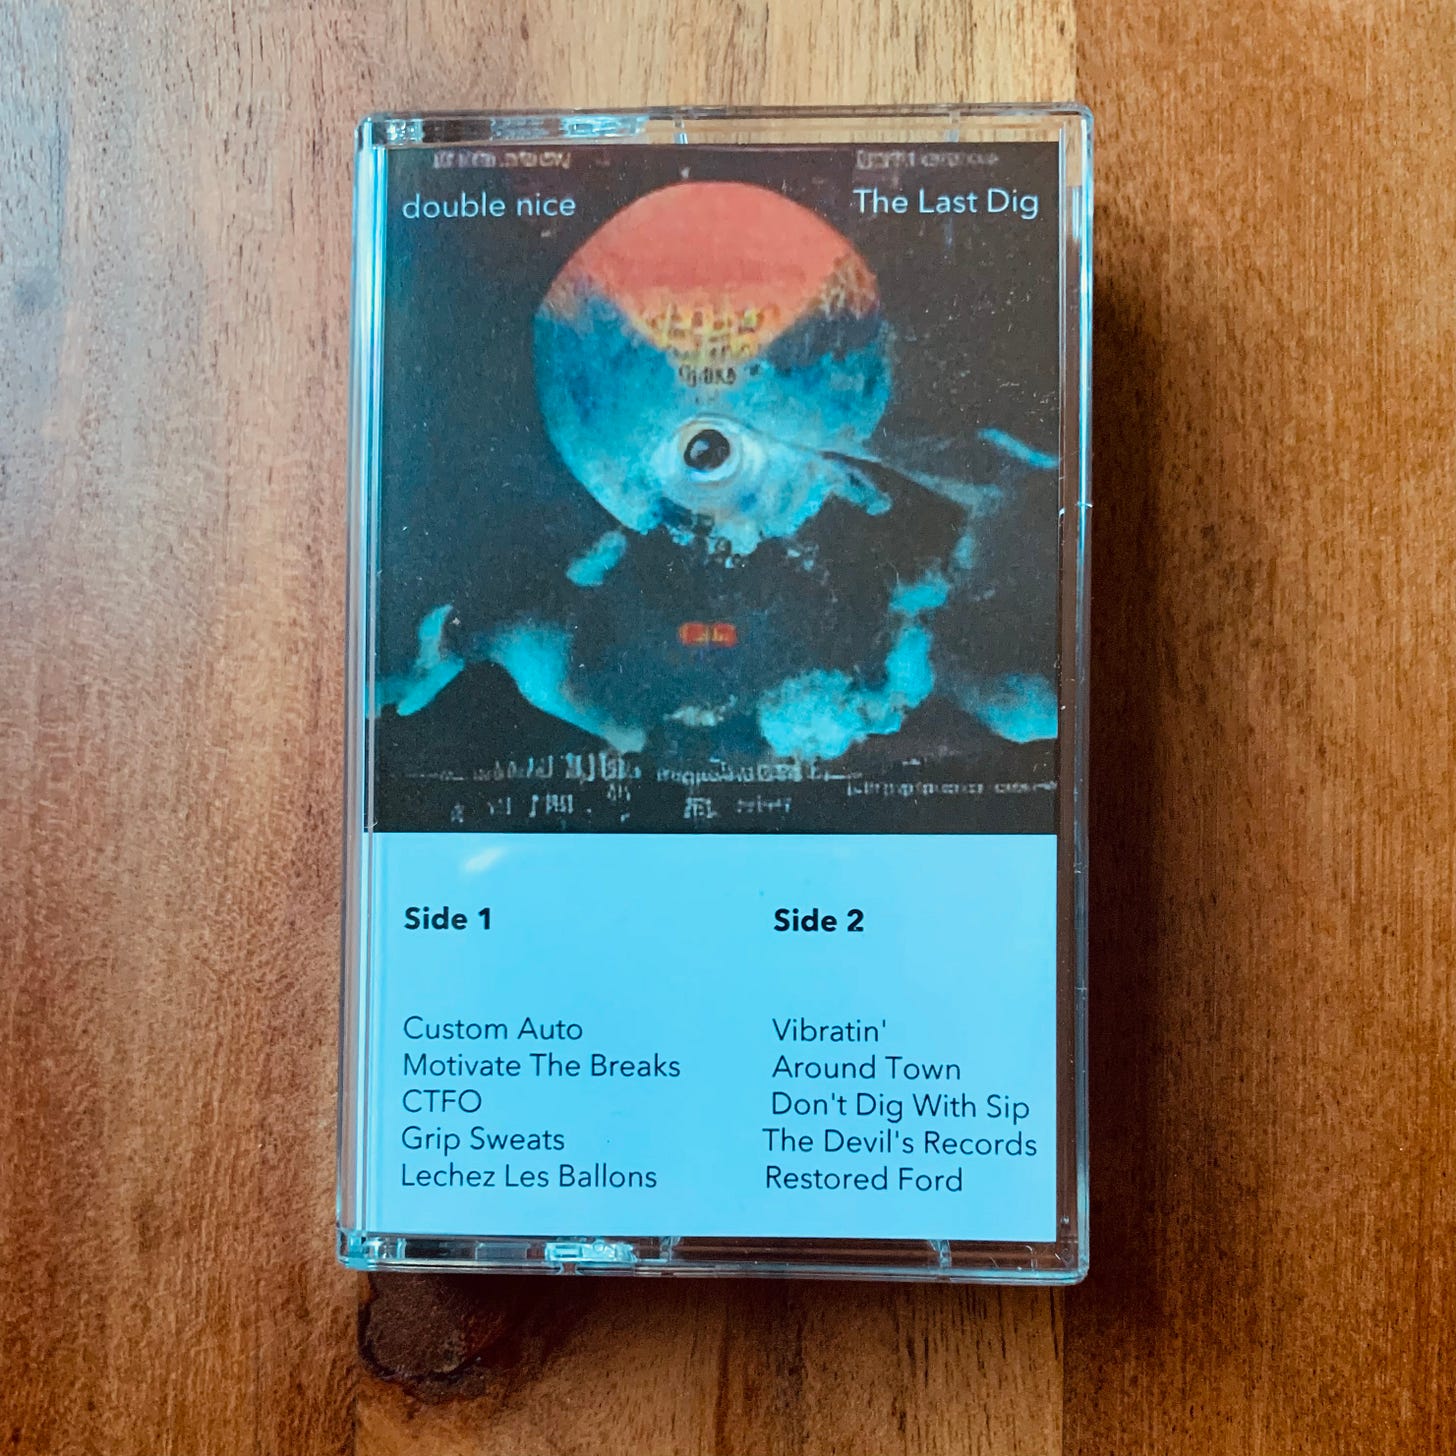 double nice
The Last Dig
Side 1
Custom Auto
Motivate The Breaks
CTFO
Grip Sweats
Lechez Les Ballons
Side 2
Vibratin'
Around Town
Don't Dig With Sip
The Devil's Records
Restored Ford